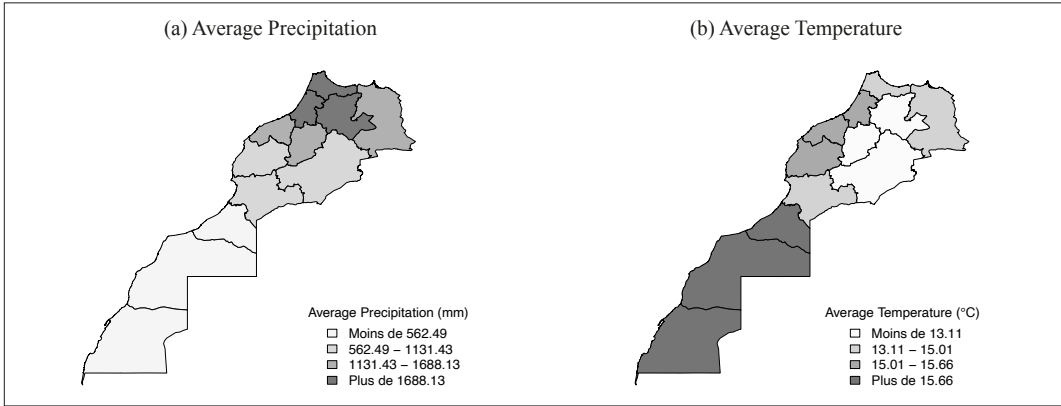 (a) Average Precipitation
Average Precipitation (mm)
Moins de 562.49
562.49 − 1131.43
1131.43 − 1688.13
Plus de 1688.13
(b) Average Temperature
Average Temperature (°C)
Moins de 13.11
13.11 − 15.01
15.01 − 15.66
Plus de 15.66